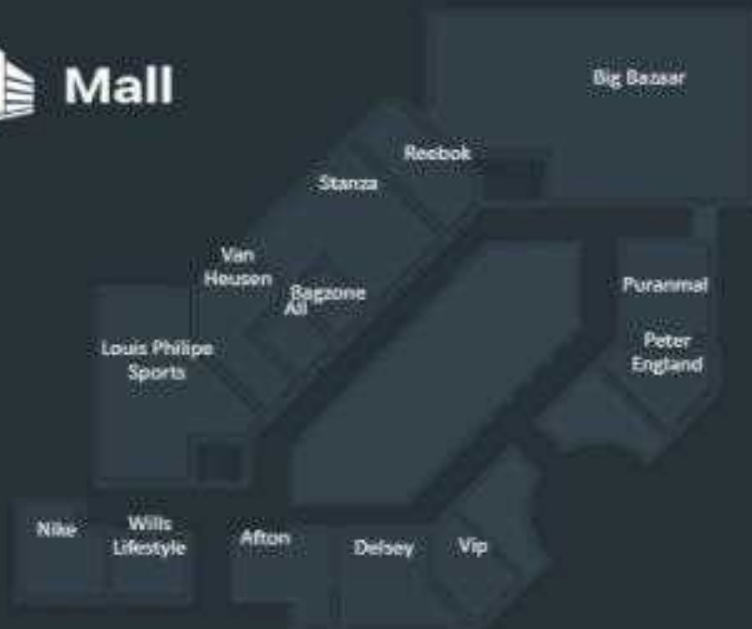 Mall
Big Bazaar
Reebok
Stanza
Van
Heusen
Bagzone
All
Puranmal
Peter
England
Louis Philipe
Sports
Nike
Wills
Lifestyle
Afton
Delsey
Vip